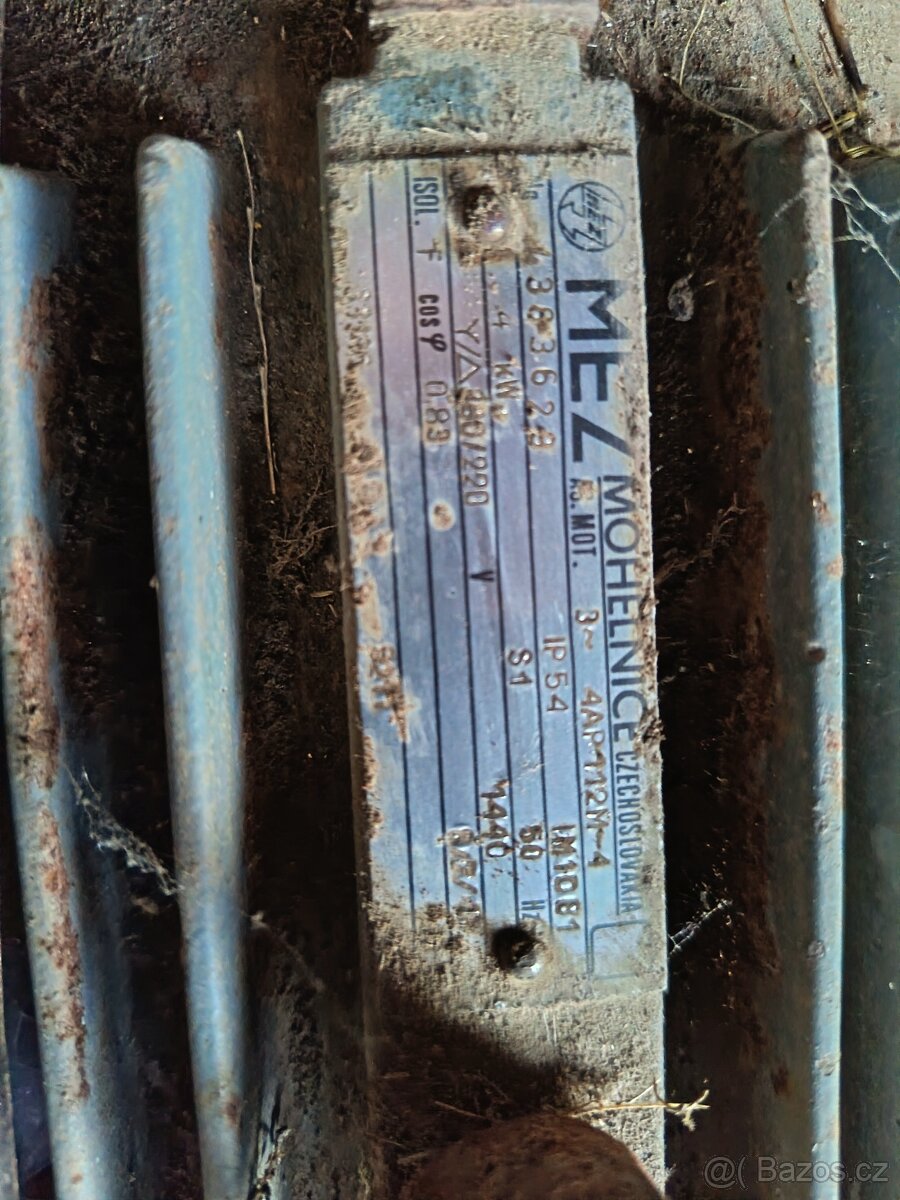 MEZ MOHELNICE CZECHOSLOVAKIA
MOT. 3~ 4AP112M-4
IP 54 IM1081
4 kW S1 50 Hz
Y/△ 380/220 V 1440
ISOL. F cos φ 0.83
@( Bazos.cz